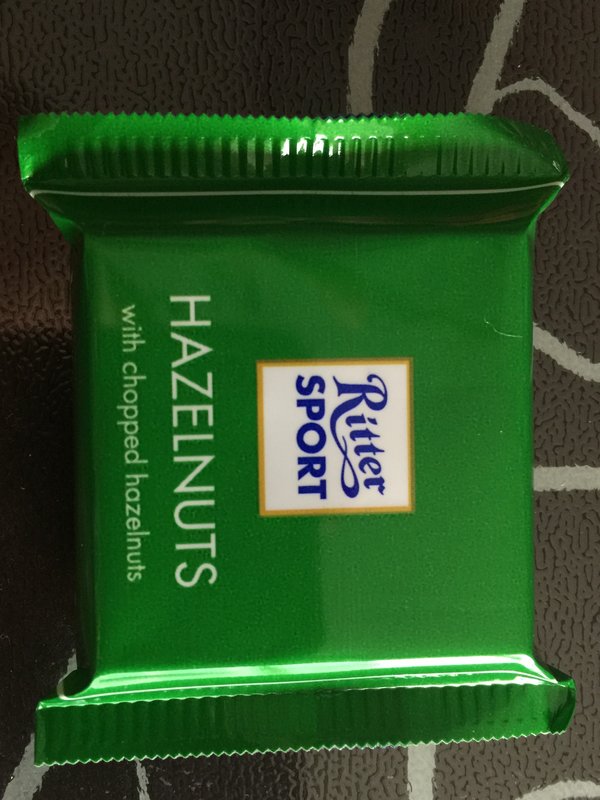 Ritter
SPORT
HAZELNUTS
with chopped hazelnuts